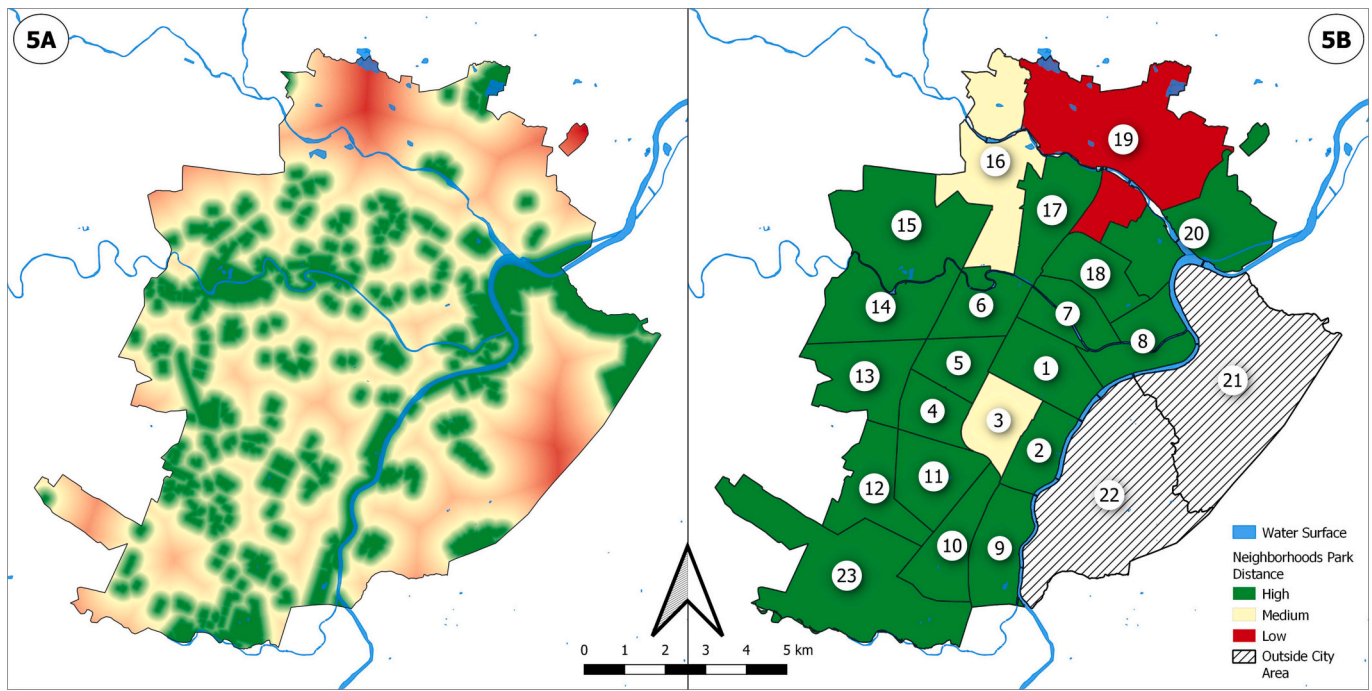 5A
5B
19
16
17
15
20
18
14
6
7
8
1
5
13
21
4
3
2
11
12
22
10
9
23
Water Surface
Neighborhoods Park
Distance
High
Medium
Low
Outside City
Area
0 1 2 3 4 5 km